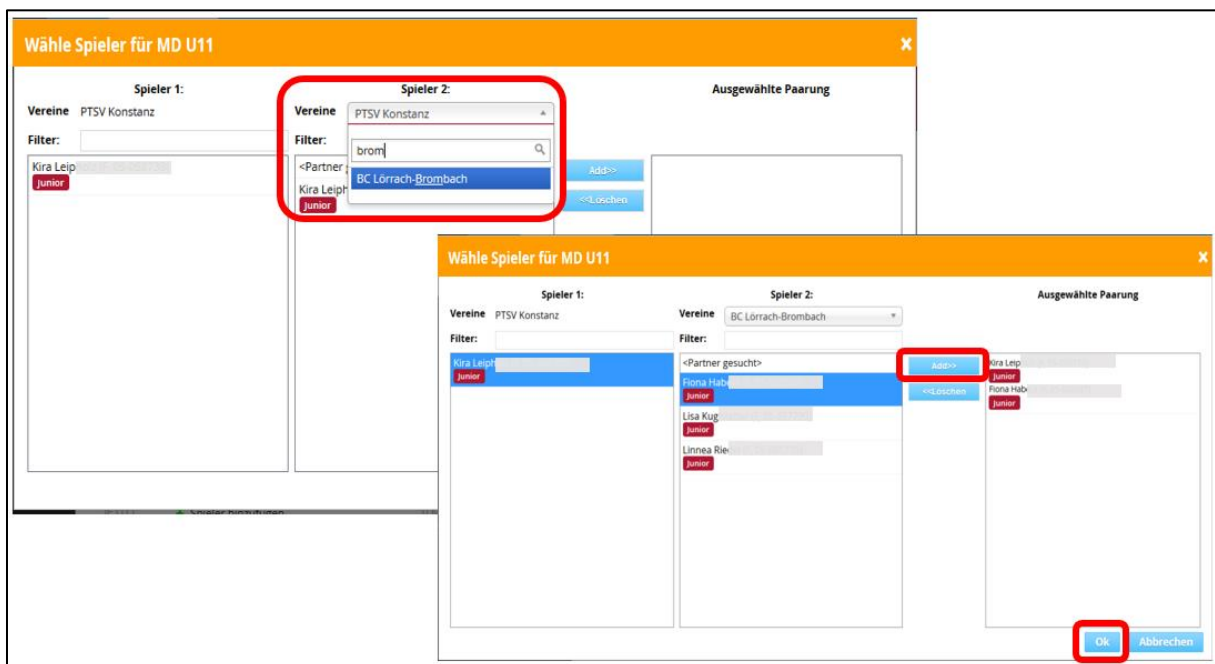 Wähle Spieler für MD U11 x
Spieler 1: Spieler 2: Ausgewählte Paarung
Vereine PTSV Konstanz Vereine PTSV Konstanz
Filter: Filter:
brom
Kira Leip <Partner Add>>
Junior BC Lörrach-Brombach
Kira Leiph <<Löschen
Junior
Spieler hinzufügen
Wähle Spieler für MD U11 x
Spieler 1: Spieler 2: Ausgewählte Paarung
Vereine PTSV Konstanz Vereine BC Lörrach-Brombach
Filter: Filter:
Kira Leiph <Partner gesucht> Add>> Kira Leip
Junior Fiona Habe <<Löschen Junior
Junior Fiona Hab
Junior
Lisa Kug
Junior
Linnea Rie
Junior
Ok Abbrechen